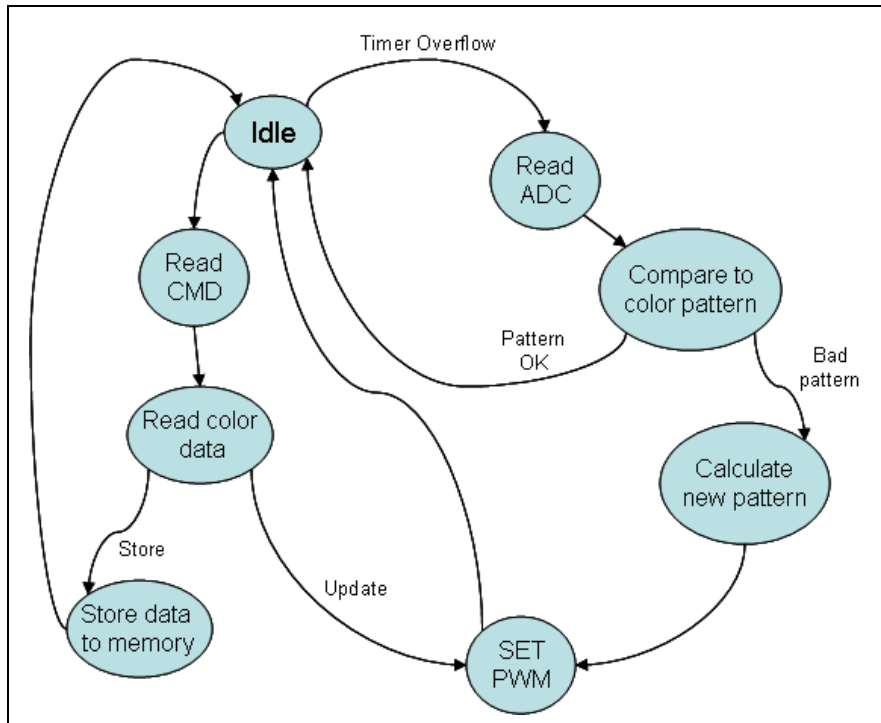 Timer Overflow
Idle
Read
ADC
Read
CMD
Compare to
color pattern
Pattern
OK
Bad
pattern
Read color
data
Calculate
new pattern
Store
Update
Store data
to memory
SET
PWM